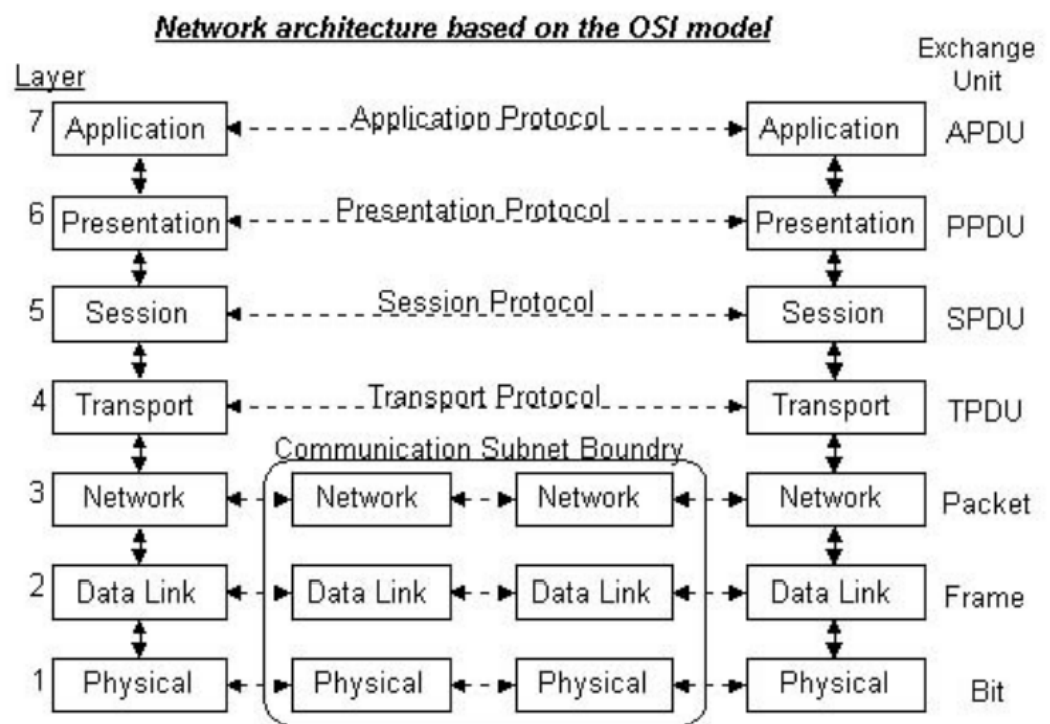 Network architecture based on the OSI model
Exchange
Unit
Layer
7 Application Application Protocol Application APDU
6 Presentation Presentation Protocol Presentation PPDU
5 Session Session Protocol Session SPDU
4 Transport Transport Protocol Transport TPDU
Communication Subnet Boundry
3 Network Network Network Network Packet
2 Data Link Data Link Data Link Data Link Frame
1 Physical Physical Physical Physical Bit